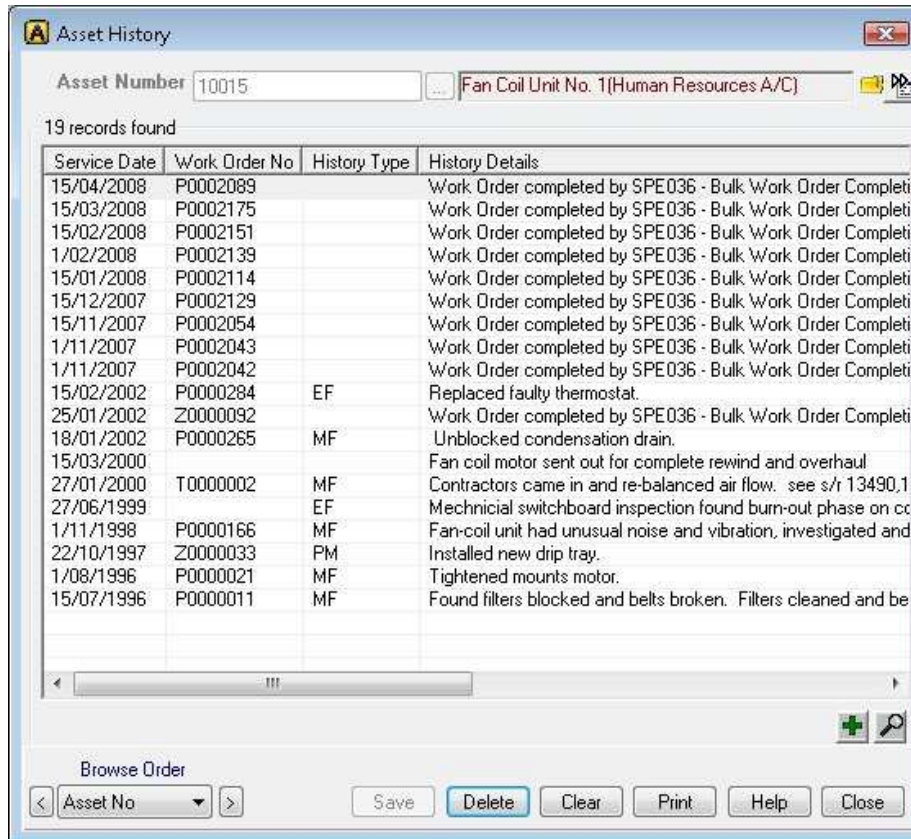 Asset History
Asset Number 10015 ... Fan Coil Unit No. 1(Human Resources A/C)
19 records found
Service Date Work Order No History Type History Details
15/04/2008 P0002089 Work Order completed by SPE036 - Bulk Work Order Completi
15/03/2008 P0002175 Work Order completed by SPE036 - Bulk Work Order Completi
15/02/2008 P0002151 Work Order completed by SPE036 - Bulk Work Order Completi
1/02/2008 P0002139 Work Order completed by SPE036 - Bulk Work Order Completi
15/01/2008 P0002114 Work Order completed by SPE036 - Bulk Work Order Completi
15/12/2007 P0002129 Work Order completed by SPE036 - Bulk Work Order Completi
15/11/2007 P0002054 Work Order completed by SPE036 - Bulk Work Order Completi
1/11/2007 P0002043 Work Order completed by SPE036 - Bulk Work Order Completi
1/11/2007 P0002042 Work Order completed by SPE036 - Bulk Work Order Completi
15/02/2002 P0000284 EF Replaced faulty thermostat.
25/01/2002 Z0000092 Work Order completed by SPE036 - Bulk Work Order Completi
18/01/2002 P0000265 MF Unblocked condensation drain.
15/03/2000 Fan coil motor sent out for complete rewind and overhaul
27/01/2000 T0000002 MF Contractors came in and re-balanced air flow. see s/r 13490,1
27/06/1999 EF Mechnicial switchboard inspection found burn-out phase on co
1/11/1998 P0000166 MF Fan-coil unit had unusual noise and vibration, investigated and
22/10/1997 Z0000033 PM Installed new drip tray.
1/08/1996 P0000021 MF Tightened mounts motor.
15/07/1996 P0000011 MF Found filters blocked and belts broken. Filters cleaned and be
Browse Order
< Asset No > Save Delete Clear Print Help Close